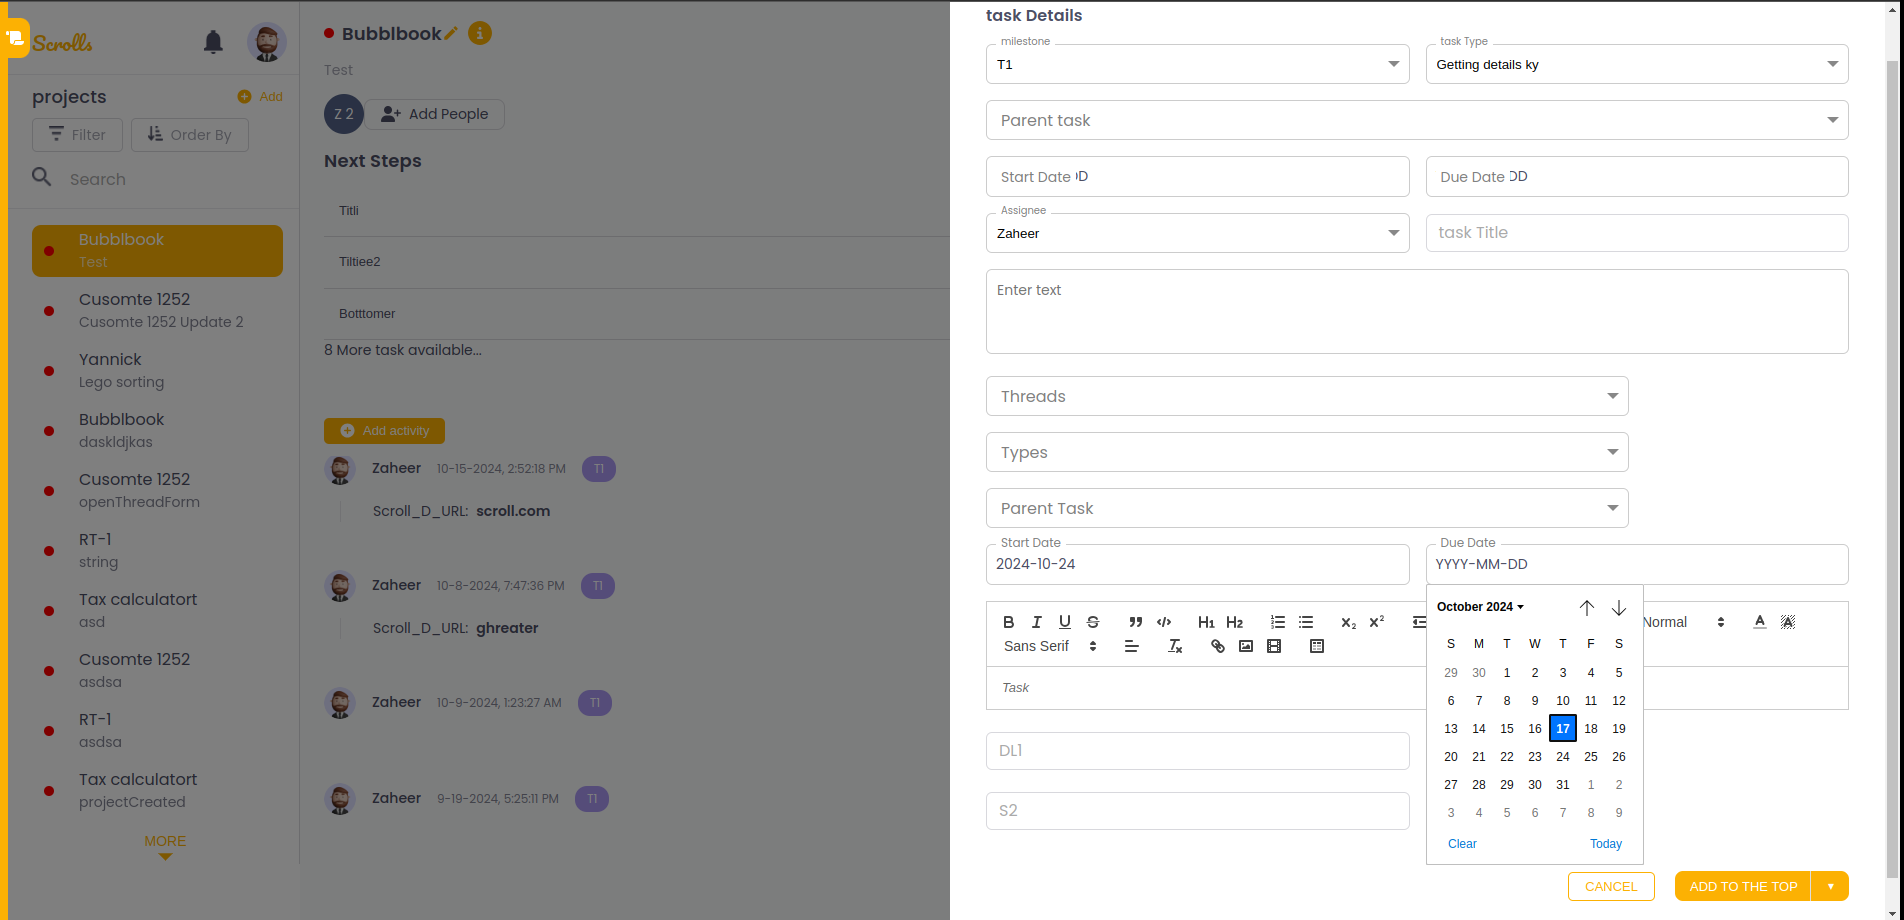 Scrolls
projects
Add
Filter
Order By
Search
Bubblbook
Test
Cusomte 1252
Cusomte 1252 Update 2
Yannick
Lego sorting
Bubblbook
daskldjkas
Cusomte 1252
openThreadForm
RT-1
string
Tax calculatort
asd
Cusomte 1252
asdsa
RT-1
asdsa
Tax calculatort
projectCreated
MORE
Bubblbook
i
Test
Z 2
Add People
Next Steps
Titli
Tiltiee2
Botttomer
8 More task available...
Add activity
Zaheer 10-15-2024, 2:52:18 PM T1
Scroll_D_URL: scroll.com
Zaheer 10-8-2024, 7:47:36 PM T1
Scroll_D_URL: ghreater
Zaheer 10-9-2024, 1:23:27 AM T1
Zaheer 9-19-2024, 5:25:11 PM T1
task Details
milestone
T1
task Type
Getting details ky
Parent task
Start Date DD
Due Date DD
Assignee
Zaheer
task Title
Enter text
Threads
Types
Parent Task
Start Date
2024-10-24
Due Date
YYYY-MM-DD
B I U S H1 H2 X2 X2 Normal A A
Sans Serif Tx
Task
DL1
S2
October 2024
S M T W T F S
29 30 1 2 3 4 5
6 7 8 9 10 11 12
13 14 15 16 17 18 19
20 21 22 23 24 25 26
27 28 29 30 31 1 2
3 4 5 6 7 8 9
Clear Today
CANCEL
ADD TO THE TOP